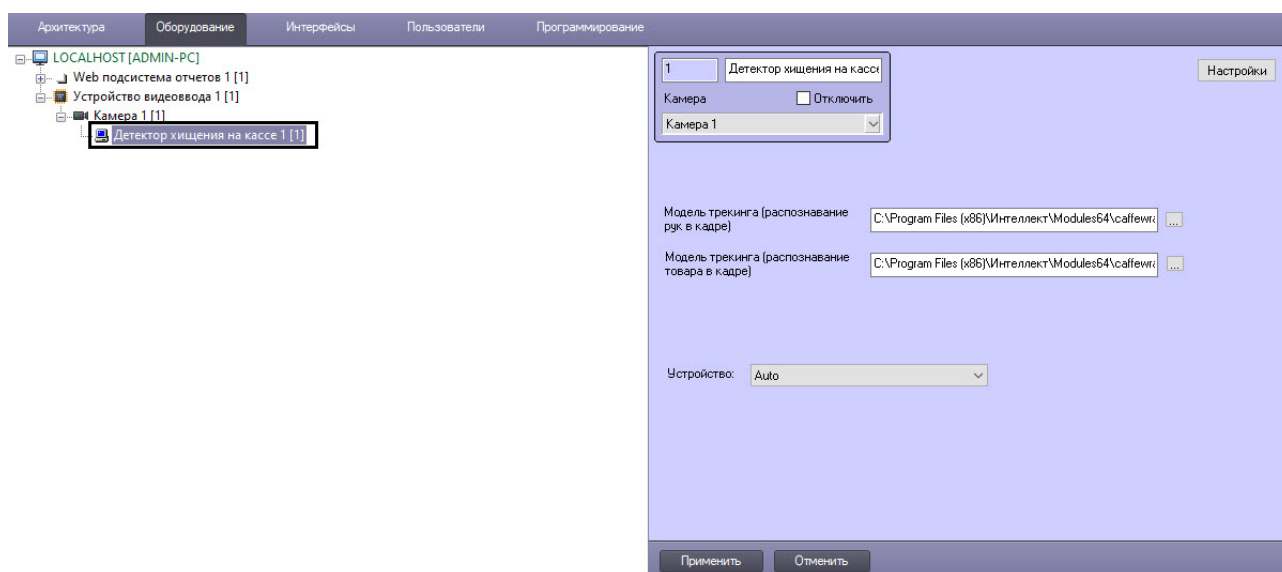 Архитектура Оборудование Интерфейсы Пользователи Программирование
LOCALHOST [ADMIN-PC]
Web подсистема отчетов 1 [1]
Устройство видеоввода 1 [1]
Камера 1 [1]
Детектор хищения на кассе 1 [1]
1 Детектор хищения на кассе Настройки
Камера Отключить
Камера 1
Модель трекинга (распознавание
рук в кадре)
C:\Program Files (x86)\Интеллект\Modules64\caffewra ...
Модель трекинга (распознавание
товара в кадре)
C:\Program Files (x86)\Интеллект\Modules64\caffewra ...
Устройство: Auto
Применить Отменить